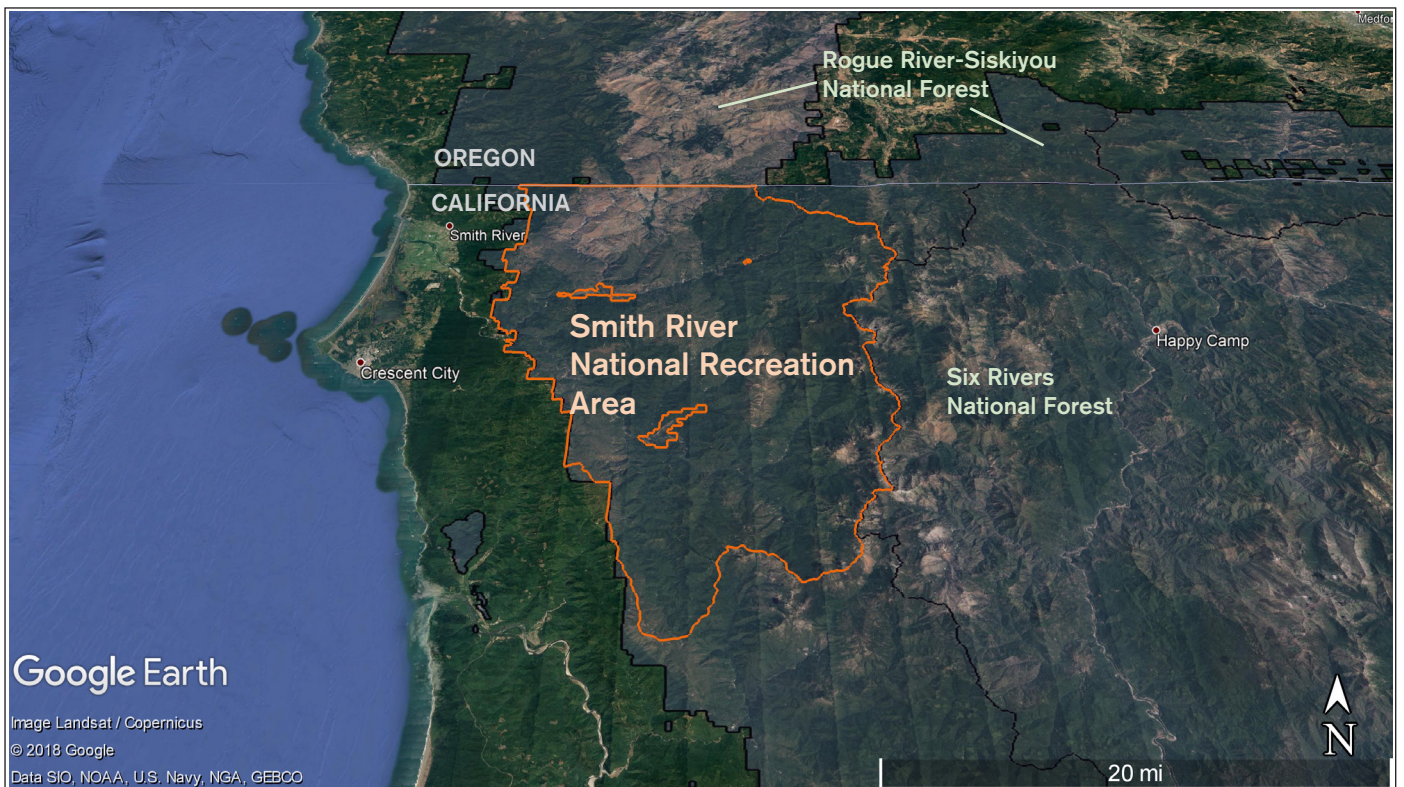 Medfor
Rogue River-Siskiyou
National Forest
OREGON
CALIFORNIA
Smith River
Smith River
National Recreation
Area
Happy Camp
Crescent City
Six Rivers
National Forest
Google Earth
Image Landsat / Copernicus
© 2018 Google
Data SIO, NOAA, U.S. Navy, NGA, GEBCO
N
20 mi